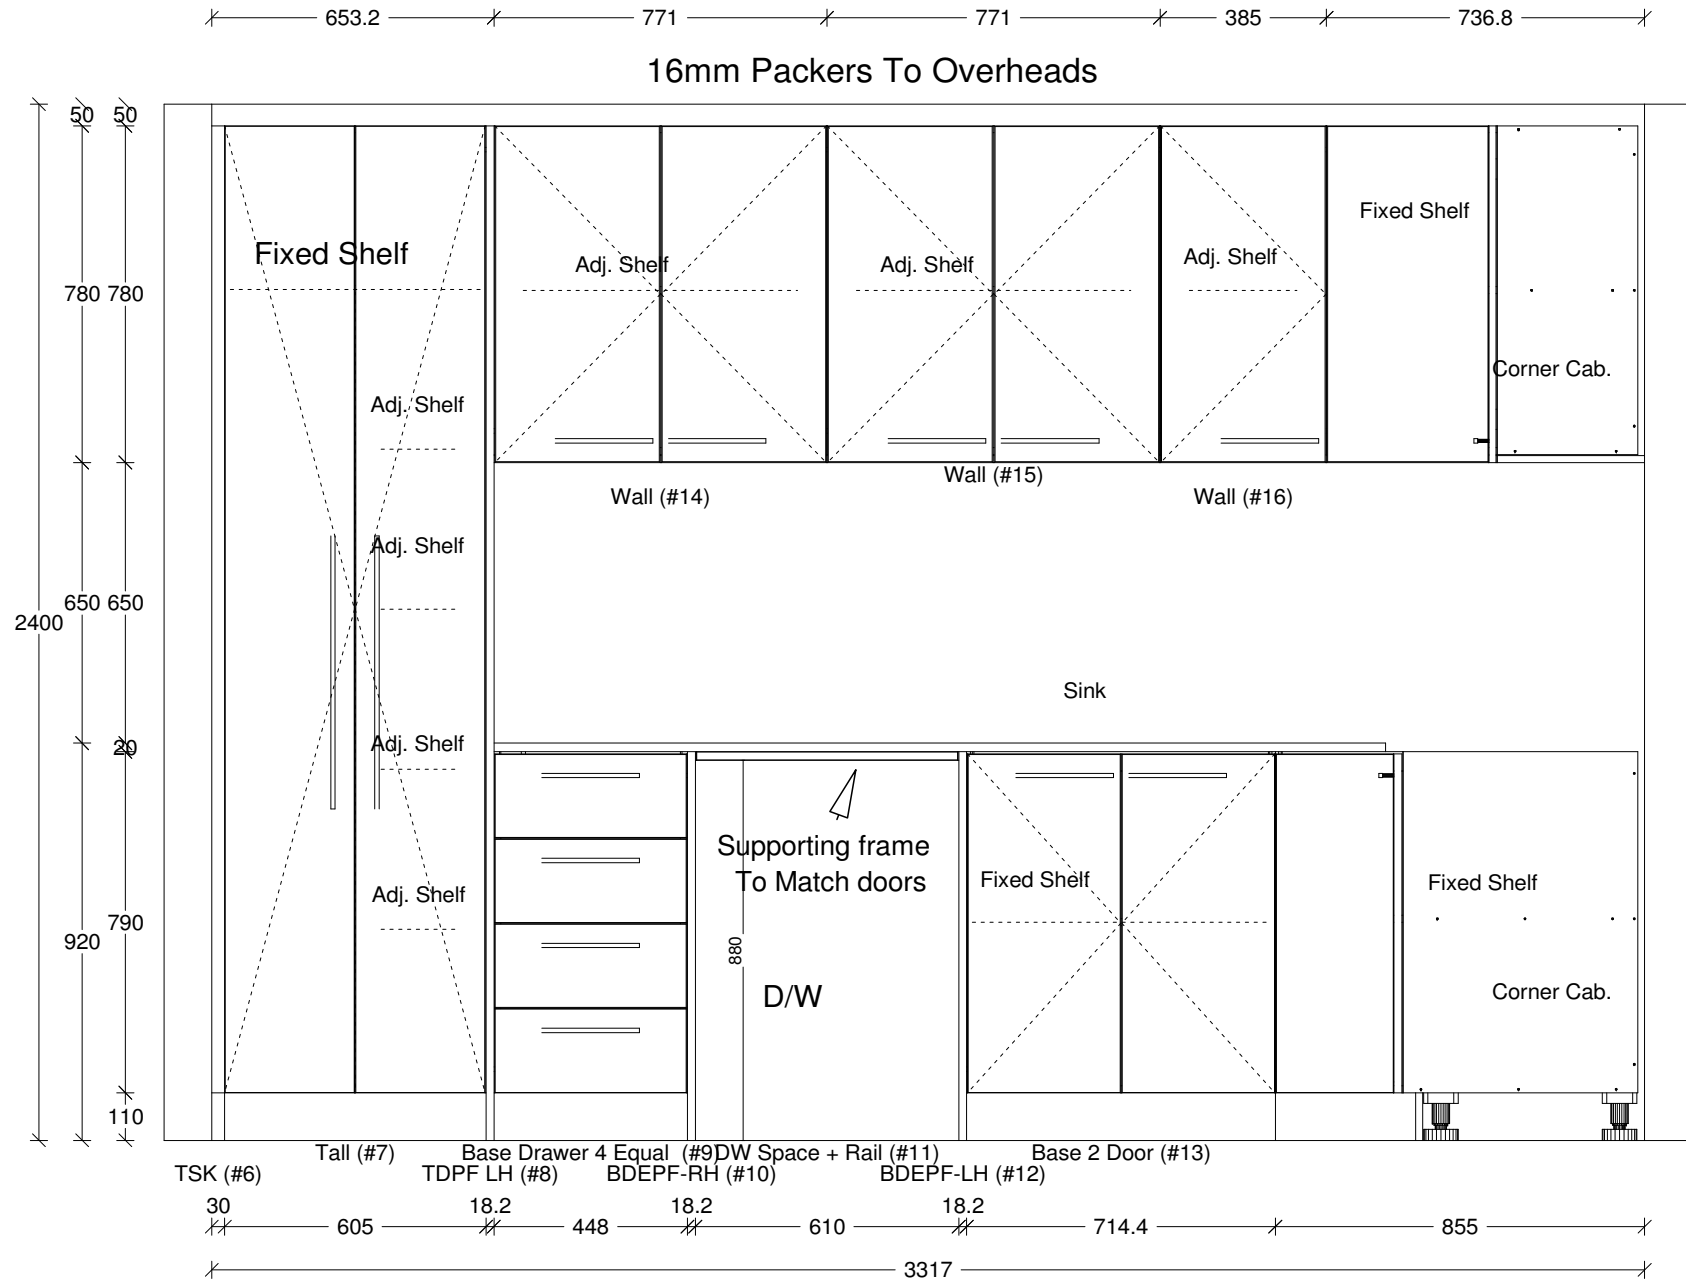 653.2 771 771 385 736.8
16mm Packers To Overheads
50 50
Fixed Shelf
Fixed Shelf
Adj. Shelf
Adj. Shelf
Adj. Shelf
780 780
Corner Cab.
Adj. Shelf
Wall (#15)
Wall (#14)
Wall (#16)
Adj. Shelf
650 650
2400
Sink
Adj. Shelf
20
Supporting frame
To Match doors
Fixed Shelf
Fixed Shelf
Adj. Shelf
790
920
880
D/W
Corner Cab.
110
Tall (#7) Base Drawer 4 Equal (#9) DW Space + Rail (#11) Base 2 Door (#13)
TSK (#6) TDPF LH (#8) BDEPF-RH (#10) BDEPF-LH (#12)
30 18.2 18.2 18.2
605 448 610 714.4 855
3317